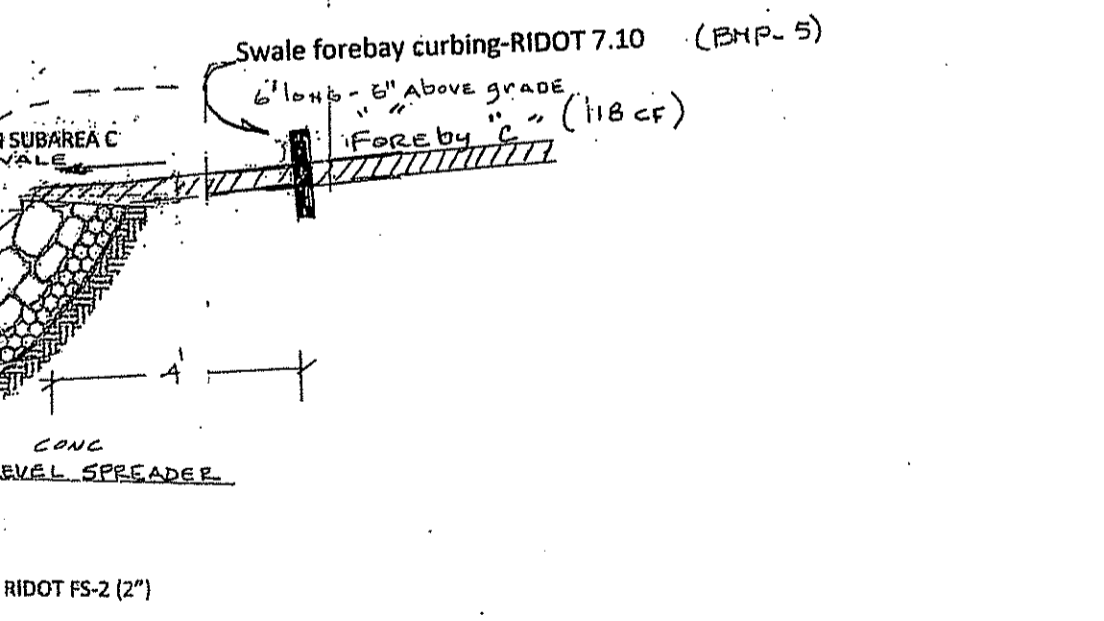 Swale forebay curbing-RIDOT 7.10 (BMP-5)
6' long - 6" Above grade
Foreby "C" (118 CF)
SUBAREA C
VALE
4'
CONC
EVEL SPREADER
RIDOT FS-2 (2")